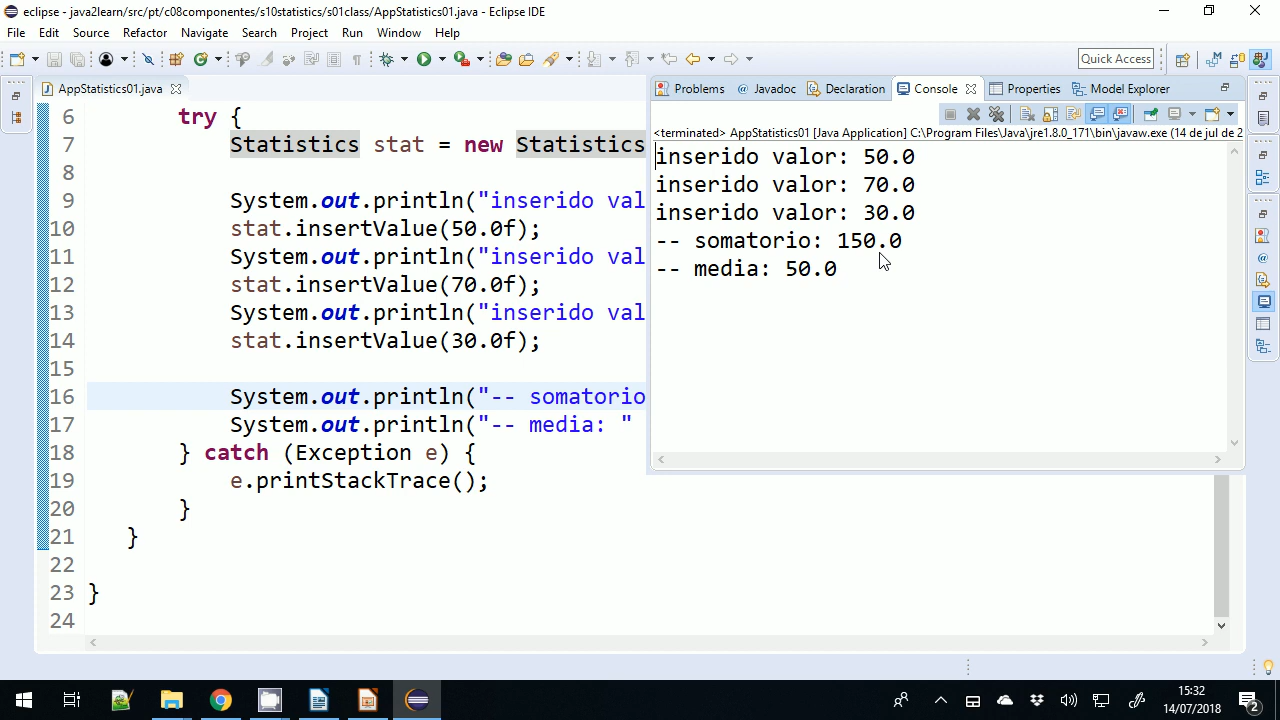 eclipse - java2learn/src/pt/c08componentes/s10statistics/s01class/AppStatistics01.java - Eclipse IDE
File Edit Source Refactor Navigate Search Project Run Window Help
Quick Access
AppStatistics01.java
Problems @ Javadoc Declaration Console Properties Model Explorer
<terminated> AppStatistics01 [Java Application] C:\Program Files\Java\jre1.8.0_171\bin\javaw.exe (14 de jul de 2
inserido valor: 50.0
inserido valor: 70.0
inserido valor: 30.0
-- somatorio: 150.0
-- media: 50.0
6 try {
7 Statistics stat = new Statistics
8
9 System.out.println("inserido val
10 stat.insertValue(50.0f);
11 System.out.println("inserido val
12 stat.insertValue(70.0f);
13 System.out.println("inserido val
14 stat.insertValue(30.0f);
15
16 System.out.println("-- somatorio
17 System.out.println("-- media: "
18 } catch (Exception e) {
19 e.printStackTrace();
20 }
21 }
22
23 }
24
15:32
14/07/2018
2